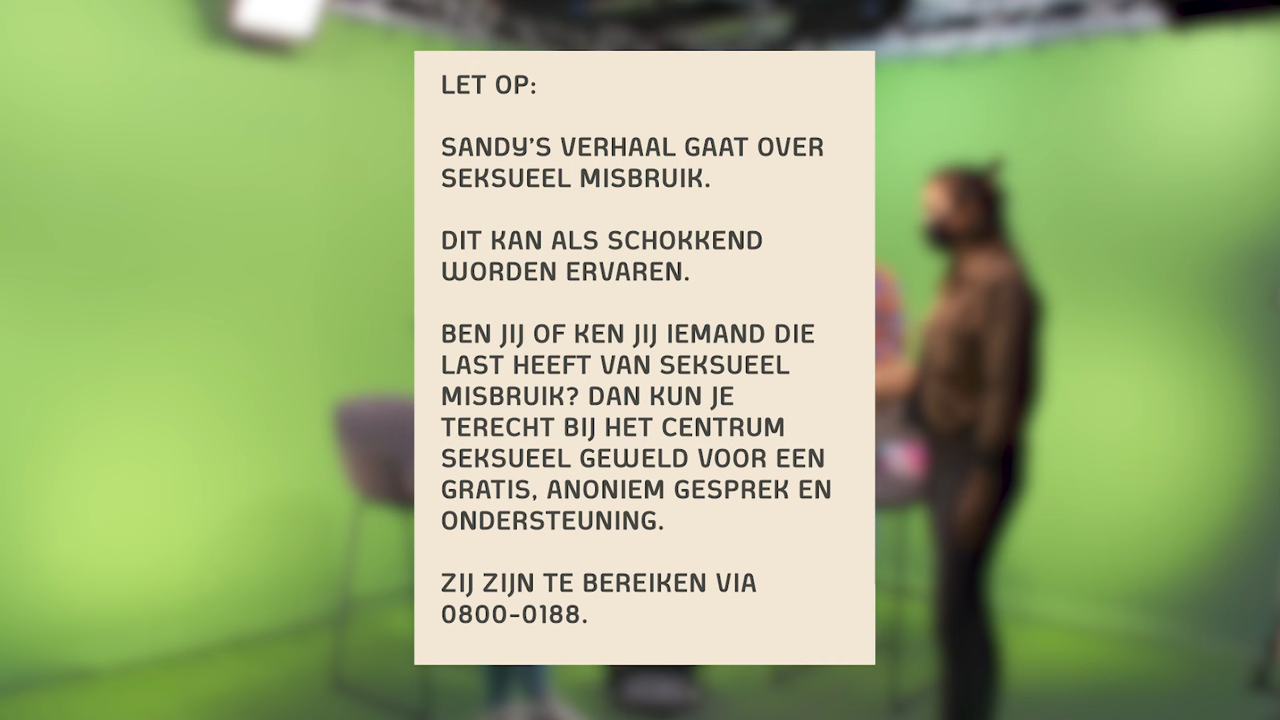 LET OP:
SANDY'S VERHAAL GAAT OVER
SEKSUEEL MISBRUIK.
DIT KAN ALS SCHOKKEND
WORDEN ERVAREN.
BEN JIJ OF KEN JIJ IEMAND DIE
LAST HEEFT VAN SEKSUEEL
MISBRUIK? DAN KUN JE
TERECHT BIJ HET CENTRUM
SEKSUEEL GEWELD VOOR EEN
GRATIS, ANONIEM GESPREK EN
ONDERSTEUNING.
ZIJ ZIJN TE BEREIKEN VIA
0800-0188.